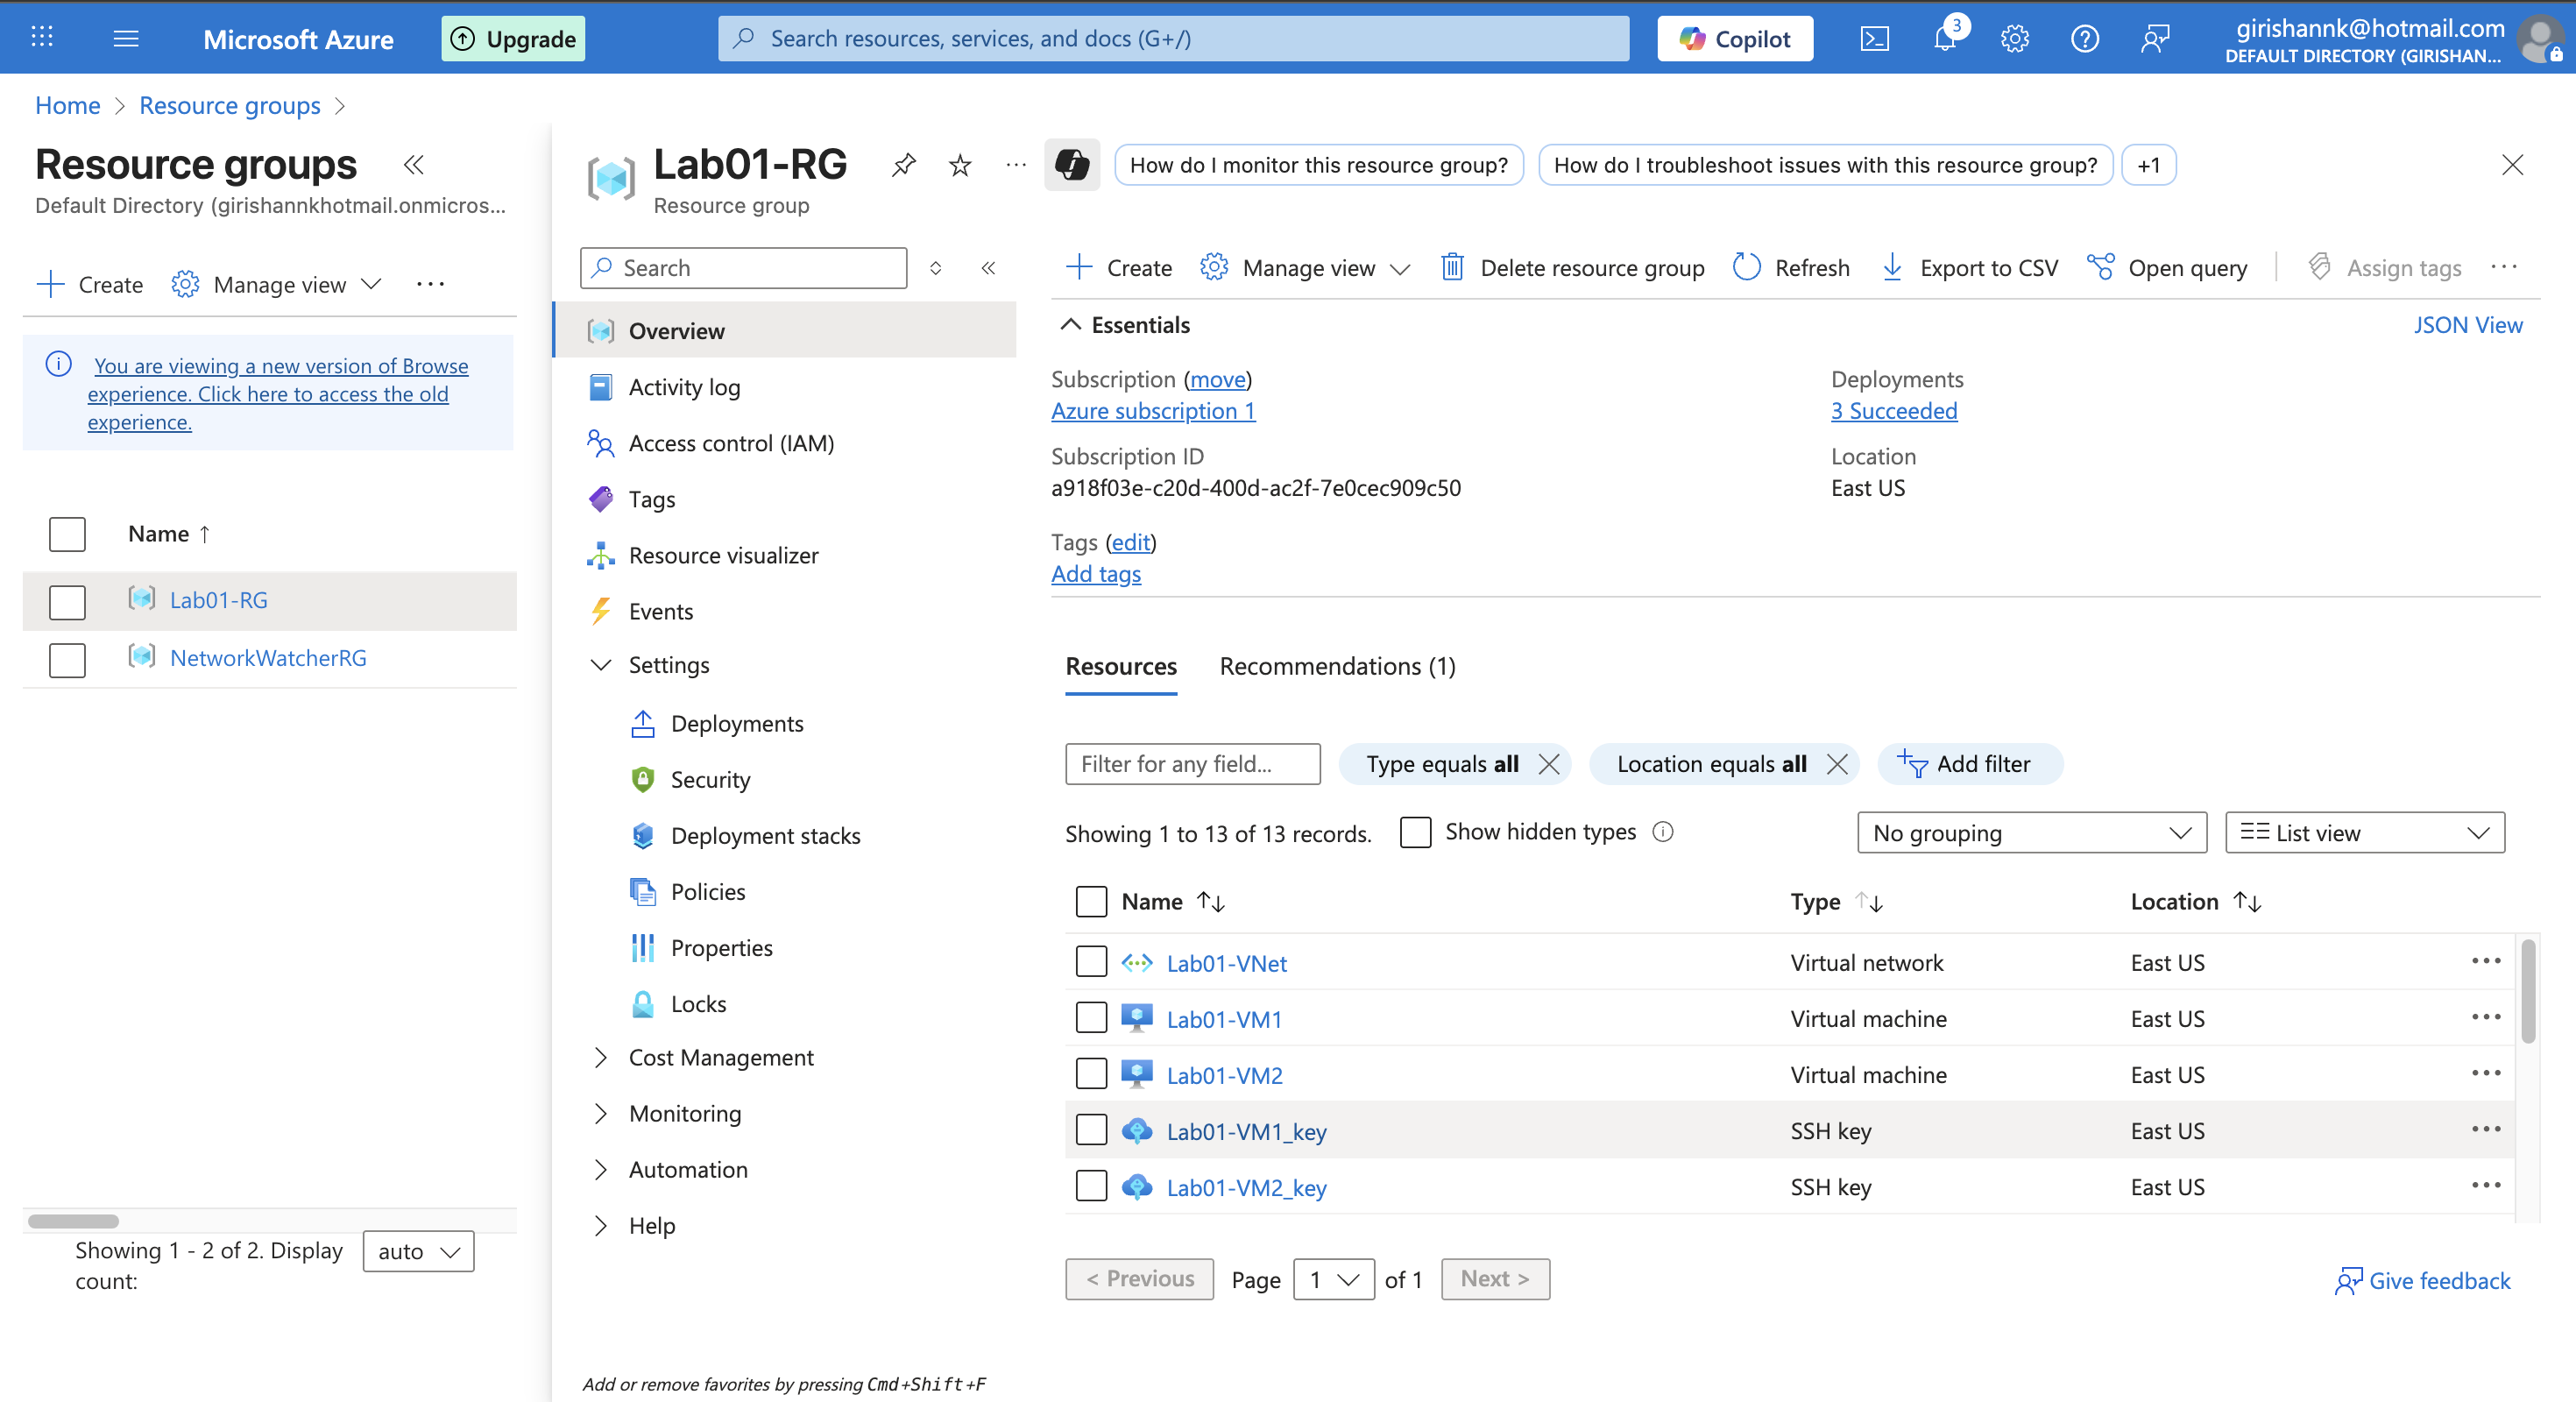 Microsoft Azure
Upgrade
Search resources, services, and docs (G+/)
Copilot
3
girishannk@hotmail.com
DEFAULT DIRECTORY (GIRISHAN...
Home
Resource groups
Resource groups
Default Directory (girishannkhotmail.onmicros...
Create
Manage view
You are viewing a new version of Browse
experience. Click here to access the old
experience.
Name ↑
Lab01-RG
NetworkWatcherRG
Showing 1 - 2 of 2. Display
count:
auto
Lab01-RG
Resource group
How do I monitor this resource group?
How do I troubleshoot issues with this resource group?
+1
Search
Overview
Activity log
Access control (IAM)
Tags
Resource visualizer
Events
Settings
Deployments
Security
Deployment stacks
Policies
Properties
Locks
Cost Management
Monitoring
Automation
Help
Add or remove favorites by pressing Cmd+Shift+F
Create
Manage view
Delete resource group
Refresh
Export to CSV
Open query
Assign tags
Essentials
JSON View
Subscription (move)
Azure subscription 1
Subscription ID
a918f03e-c20d-400d-ac2f-7e0cec909c50
Tags (edit)
Add tags
Deployments
3 Succeeded
Location
East US
Resources
Recommendations (1)
Filter for any field...
Type equals all
Location equals all
Add filter
Showing 1 to 13 of 13 records.
Show hidden types
No grouping
List view
Name ↑↓ Type ↑↓ Location ↑↓
Lab01-VNet Virtual network East US
Lab01-VM1 Virtual machine East US
Lab01-VM2 Virtual machine East US
Lab01-VM1_key SSH key East US
Lab01-VM2_key SSH key East US
< Previous
Page 1 of 1
Next >
Give feedback